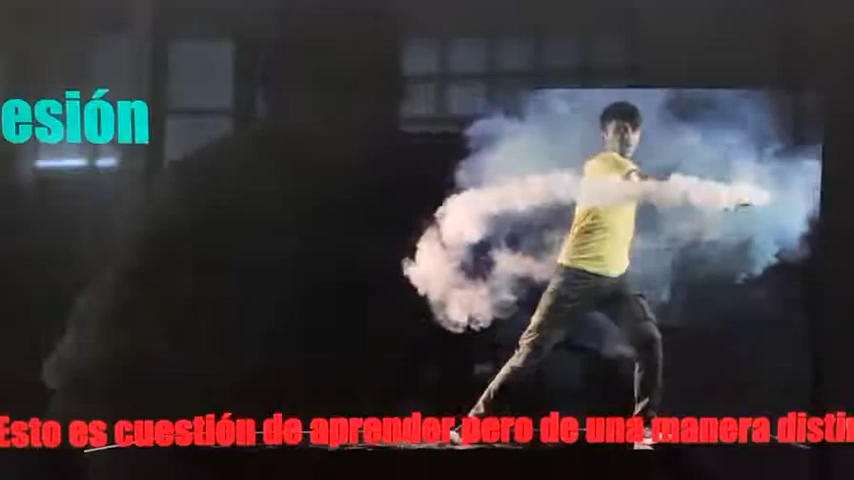 esión
Esto es cuestión de aprender pero de una manera distin